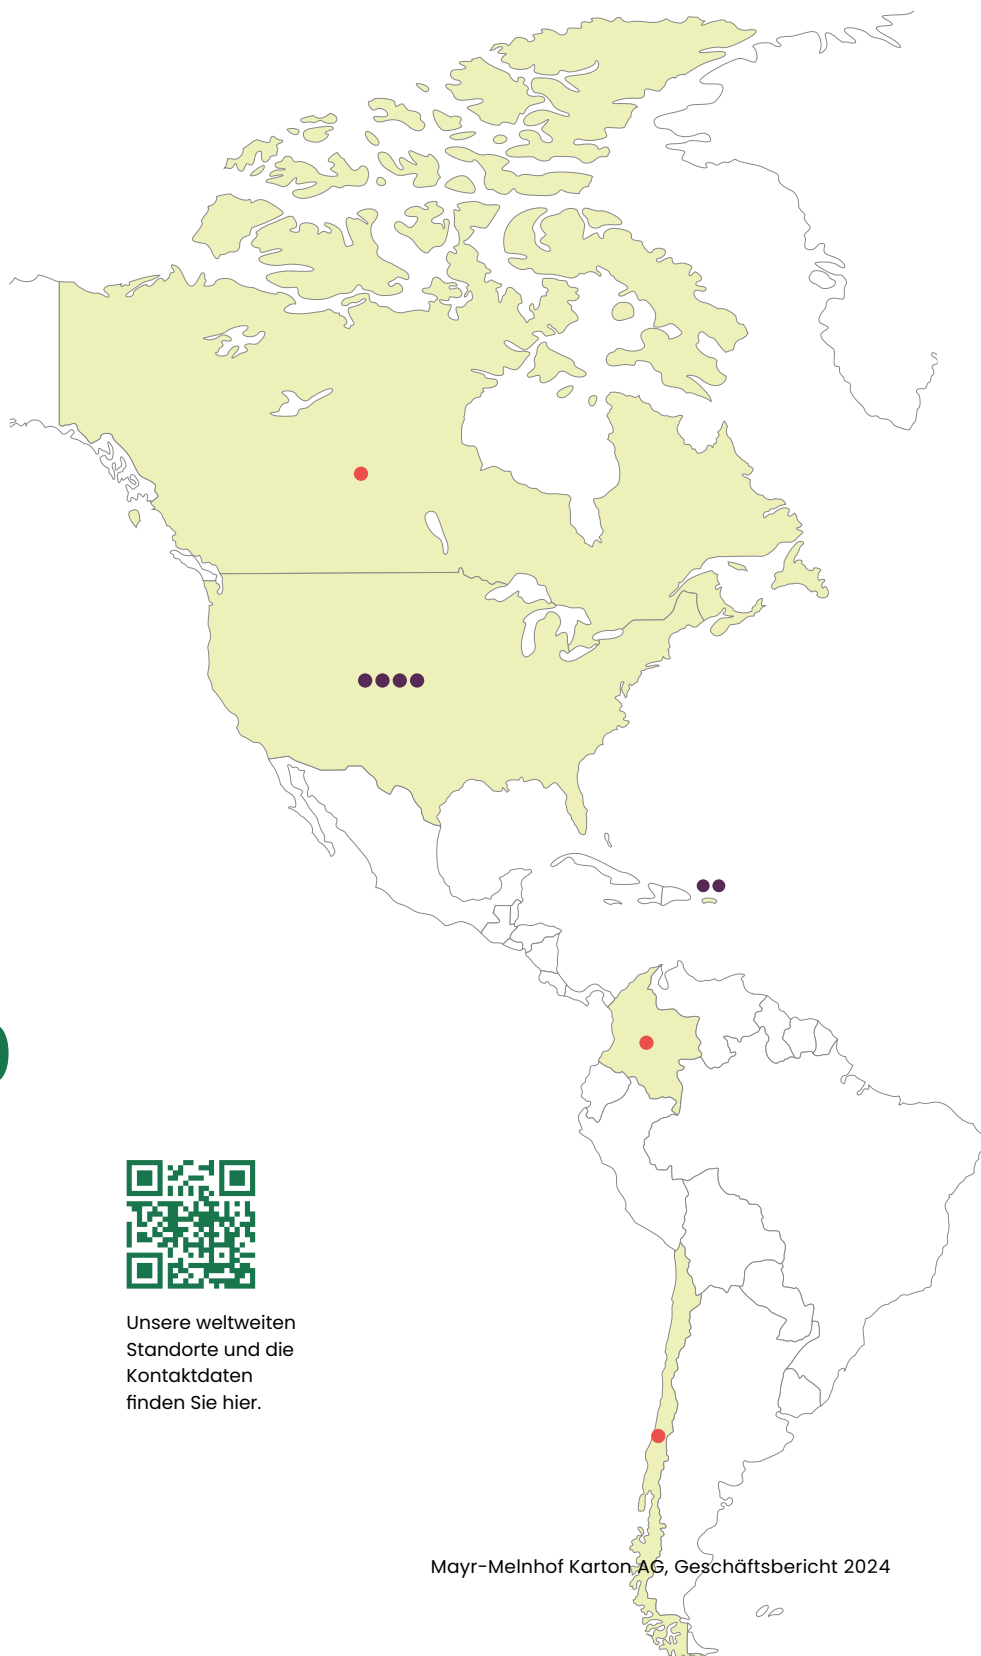 Unsere weltweiten
Standorte und die
Kontaktdaten
finden Sie hier.
Mayr-Melnhof Karton AG, Geschäftsbericht 2024